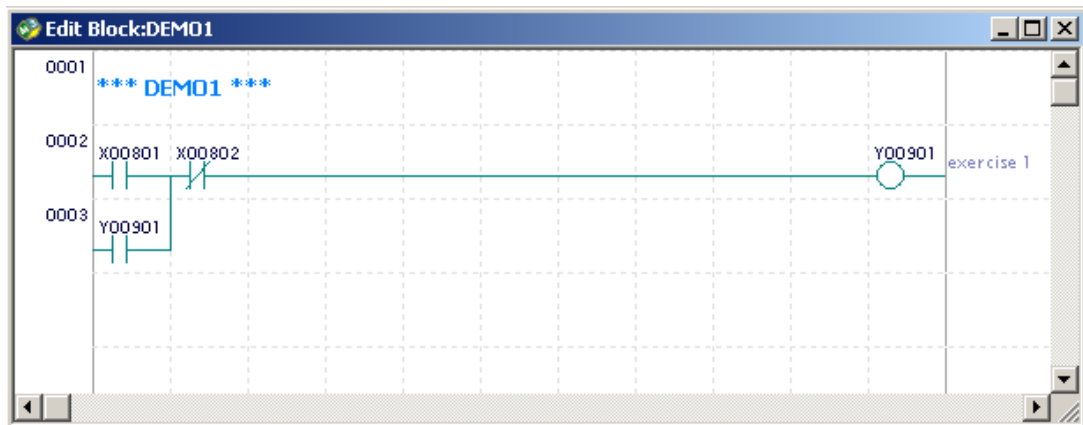 Edit Block:DEMO1
0001
*** DEMO1 ***
0002
X00801 X00802 Y00901 exercise 1
0003
Y00901